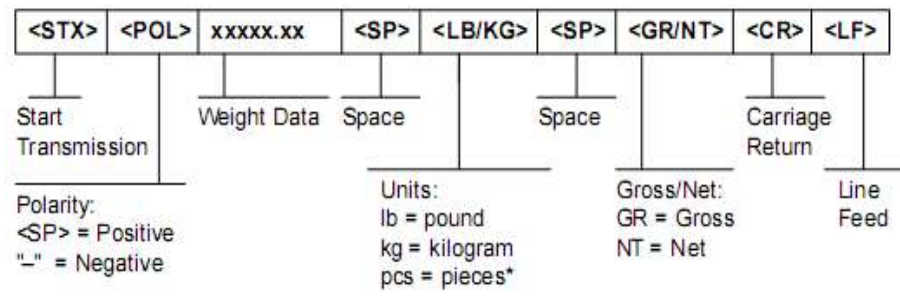 <STX> <POL> xxxxx.xx <SP> <LB/KG> <SP> <GR/NT> <CR> <LF>
Start
Transmission
Weight Data
Space
Space
Carriage
Return
Polarity:
<SP> = Positive
"–" = Negative
Units:
lb = pound
kg = kilogram
pcs = pieces*
Gross/Net:
GR = Gross
NT = Net
Line
Feed